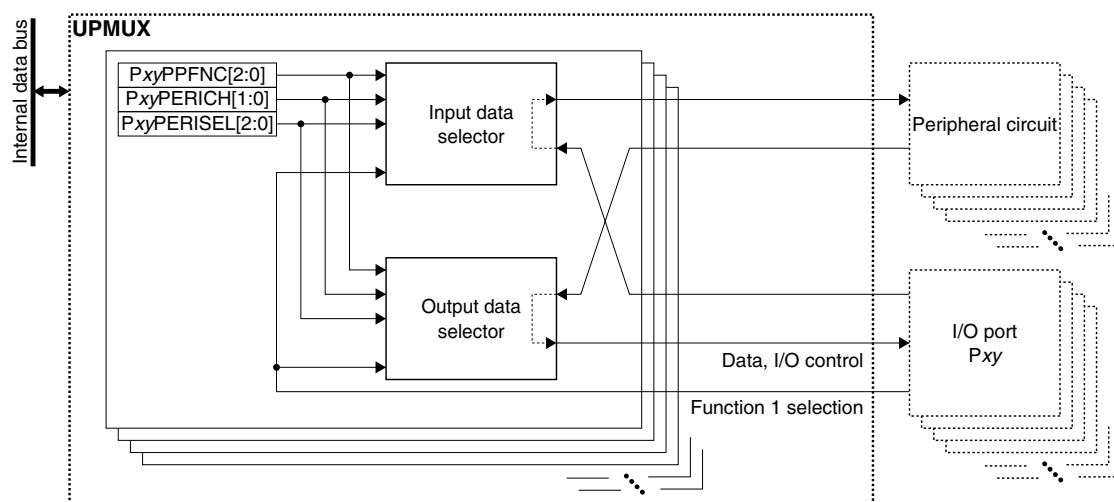 UPMUX
Internal data bus
PxyPPFNC[2:0]
PxyPERICH[1:0]
PxyPERISEL[2:0]
Input data
selector
Peripheral circuit
Output data
selector
I/O port
Pxy
Data, I/O control
Function 1 selection